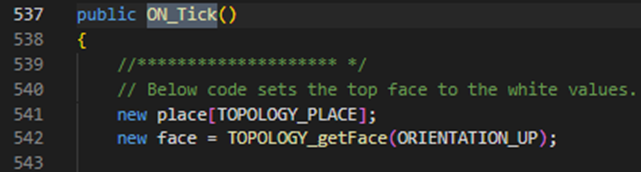 537 public ON_Tick()
538 {
539 //******************** */
540 // Below code sets the top face to the white values.
541 new place[TOPOLOGY_PLACE];
542 new face = TOPOLOGY_getFace(ORIENTATION_UP);
543